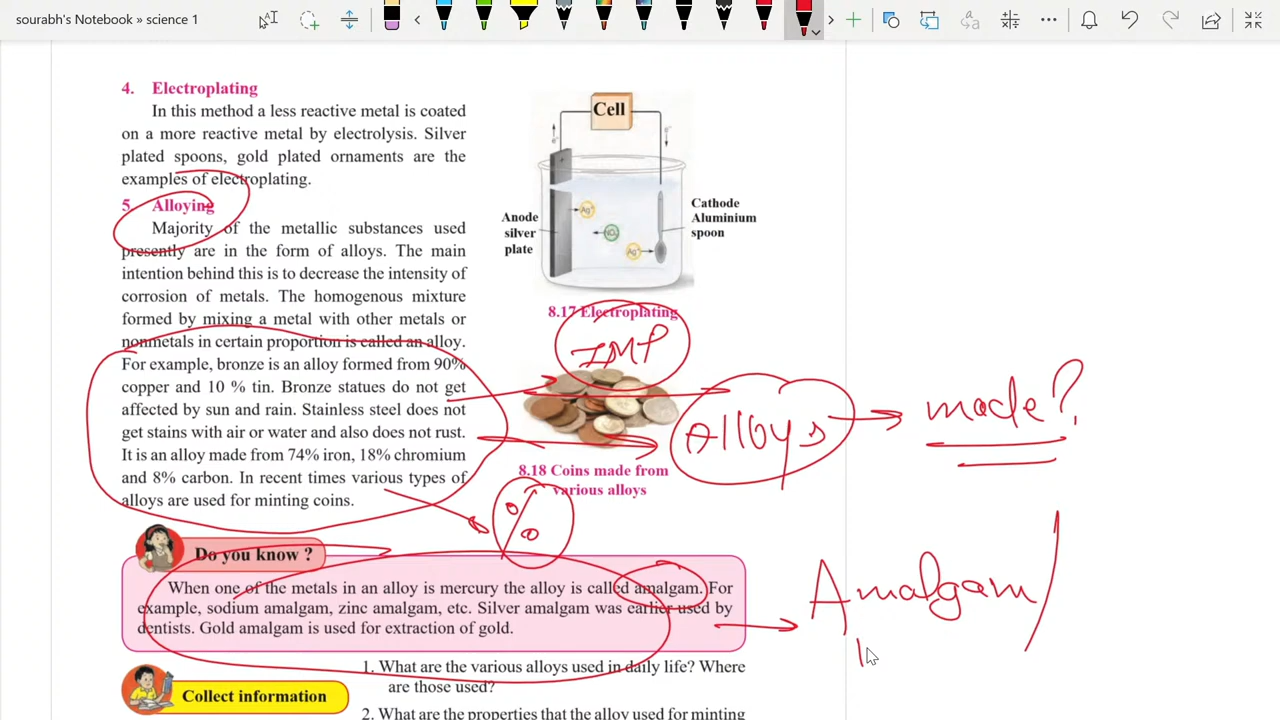 sourabh's Notebook » science 1
4. Electroplating
In this method a less reactive metal is coated
on a more reactive metal by electrolysis. Silver
plated spoons, gold plated ornaments are the
examples of electroplating.
5. Alloying
Majority of the metallic substances used
presently are in the form of alloys. The main
intention behind this is to decrease the intensity
of corrosion of metals. The homogenous mixture
formed by mixing a metal with other metals or
nonmetals in certain proportion is called an alloy.
For example, bronze is an alloy formed from 90%
copper and 10 % tin. Bronze statues do not get
affected by sun and rain. Stainless steel does not
get stains with air or water and also does not rust.
It is an alloy made from 74% iron, 18% chromium
and 8% carbon. In recent times various types of
alloys are used for minting coins.
Cell
e⁻
e⁻
Ag⁺
NO₃
Ag⁺
Anode
silver
plate
Cathode
Aluminium
spoon
8.17 Electroplating
IMP
Alloys
made?
8.18 Coins made from
various alloys
%
Do you know ?
When one of the metals in an alloy is mercury the alloy is called amalgam. For
example, sodium amalgam, zinc amalgam, etc. Silver amalgam was earlier used by
dentists. Gold amalgam is used for extraction of gold.
Amalgam
Collect information
1. What are the various alloys used in daily life? Where
are those used?
2. What are the properties that the alloy used for minting